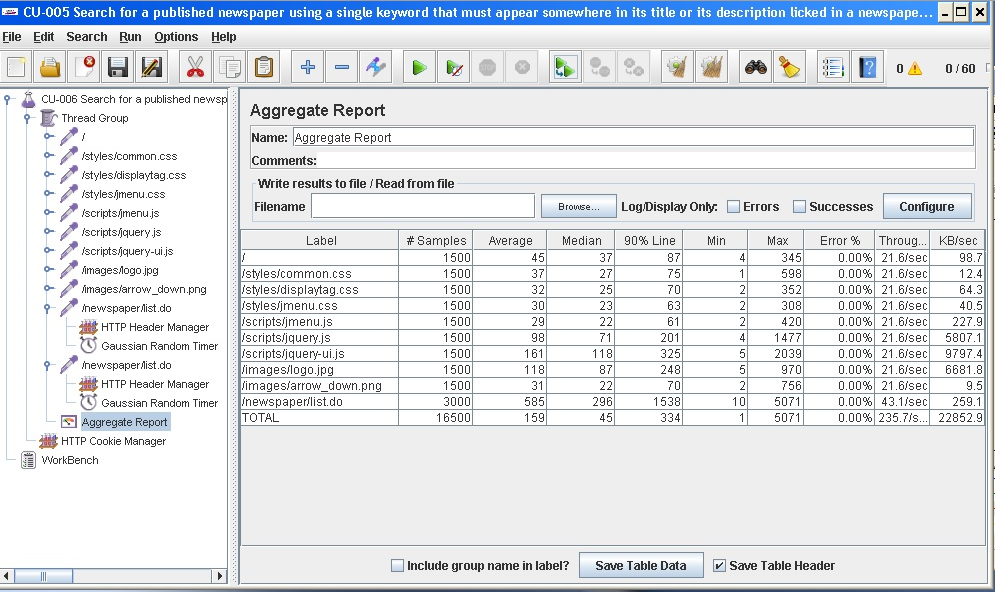 CU-005 Search for a published newspaper using a single keyword that must appear somewhere in its title or its description licked in a newspape...
File Edit Search Run Options Help
0 0 / 60
CU-006 Search for a published newsp
Thread Group
/
/styles/common.css
/styles/displaytag.css
/styles/jmenu.css
/scripts/jmenu.js
/scripts/jquery.js
/scripts/jquery-ui.js
/images/logo.jpg
/images/arrow_down.png
/newspaper/list.do
HTTP Header Manager
Gaussian Random Timer
/newspaper/list.do
HTTP Header Manager
Gaussian Random Timer
Aggregate Report
HTTP Cookie Manager
WorkBench
Aggregate Report
Name: Aggregate Report
Comments:
Write results to file / Read from file
Filename Browse... Log/Display Only: Errors Successes Configure
Label # Samples Average Median 90% Line Min Max Error % Throug... KB/sec
/ 1500 45 37 87 4 345 0.00% 21.6/sec 98.7
/styles/common.css 1500 37 27 75 1 598 0.00% 21.6/sec 12.4
/styles/displaytag.css 1500 32 25 70 2 352 0.00% 21.6/sec 64.3
/styles/jmenu.css 1500 30 23 63 2 308 0.00% 21.6/sec 40.5
/scripts/jmenu.js 1500 29 22 61 2 420 0.00% 21.6/sec 227.9
/scripts/jquery.js 1500 98 71 201 4 1477 0.00% 21.6/sec 5807.1
/scripts/jquery-ui.js 1500 161 118 325 5 2039 0.00% 21.6/sec 9797.4
/images/logo.jpg 1500 118 87 248 5 970 0.00% 21.6/sec 6681.8
/images/arrow_down.png 1500 31 22 70 2 756 0.00% 21.6/sec 9.5
/newspaper/list.do 3000 585 296 1538 10 5071 0.00% 43.1/sec 259.1
TOTAL 16500 159 45 334 1 5071 0.00% 235.7/s... 22852.9
Include group name in label? Save Table Data Save Table Header